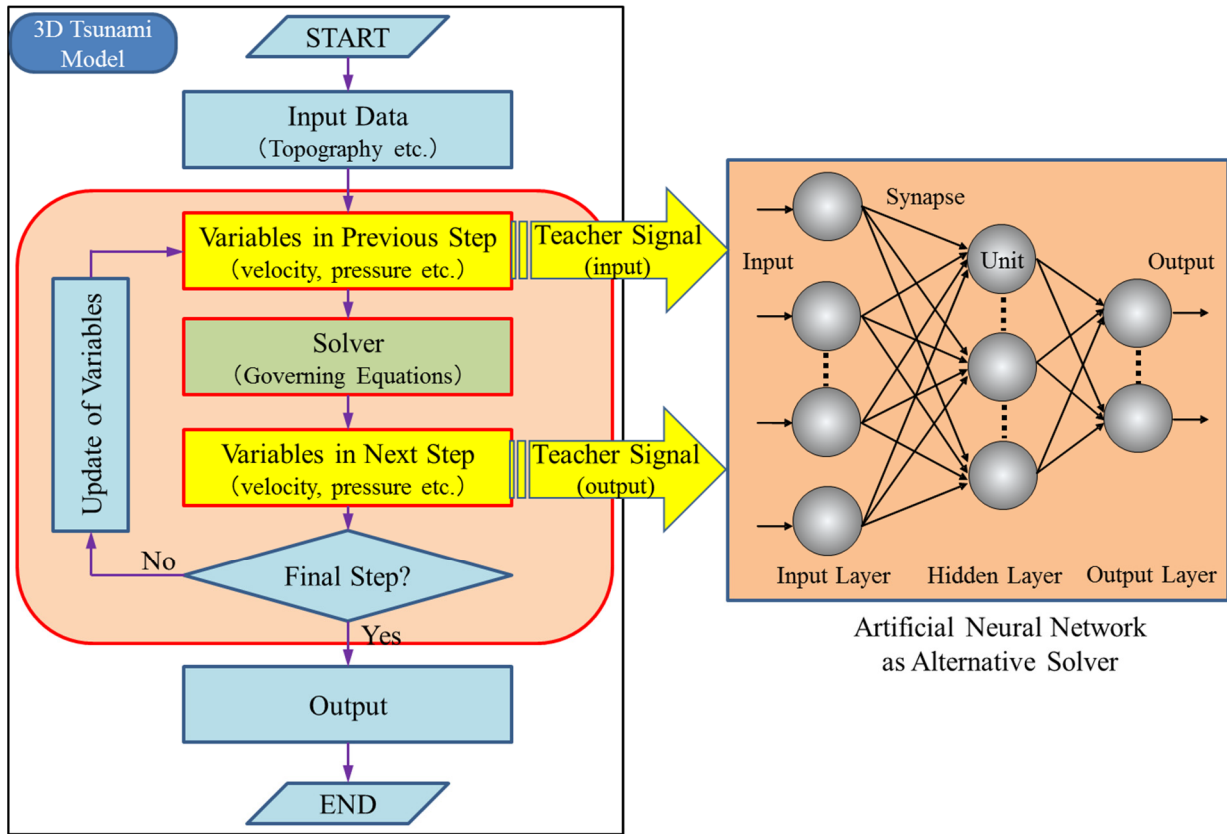 3D Tsunami
Model
START
Input Data
(Topography etc.)
Variables in Previous Step
(velocity, pressure etc.)
Solver
(Governing Equations)
Variables in Next Step
(velocity, pressure etc.)
Update of Variables
No
Final Step?
Yes
Output
END
Teacher Signal
(input)
Teacher Signal
(output)
Synapse
Input
Unit
Output
Input Layer
Hidden Layer
Output Layer
Artificial Neural Network
as Alternative Solver